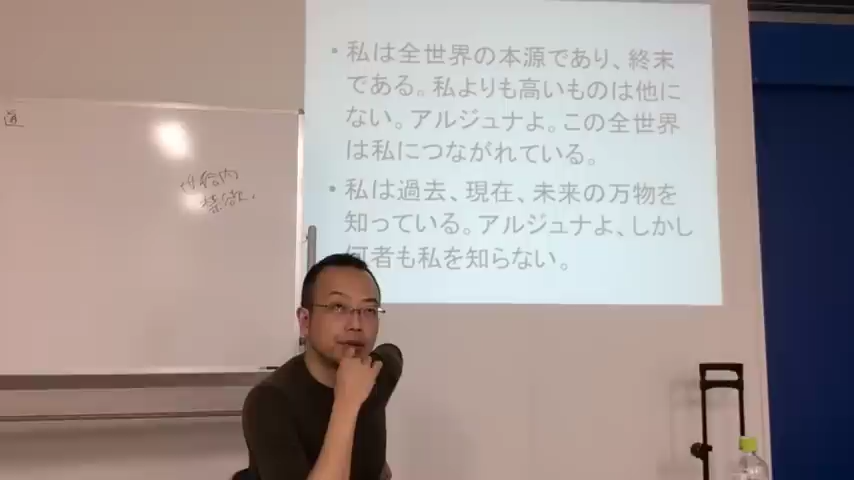 道
禁欲
・私は全世界の本源であり、終末
である。私よりも高いものは他に
ない。アルジュナよ。この全世界
は私につながれている。
・私は過去、現在、未来の万物を
知っている。アルジュナよ、しかし
何者も私を知らない。